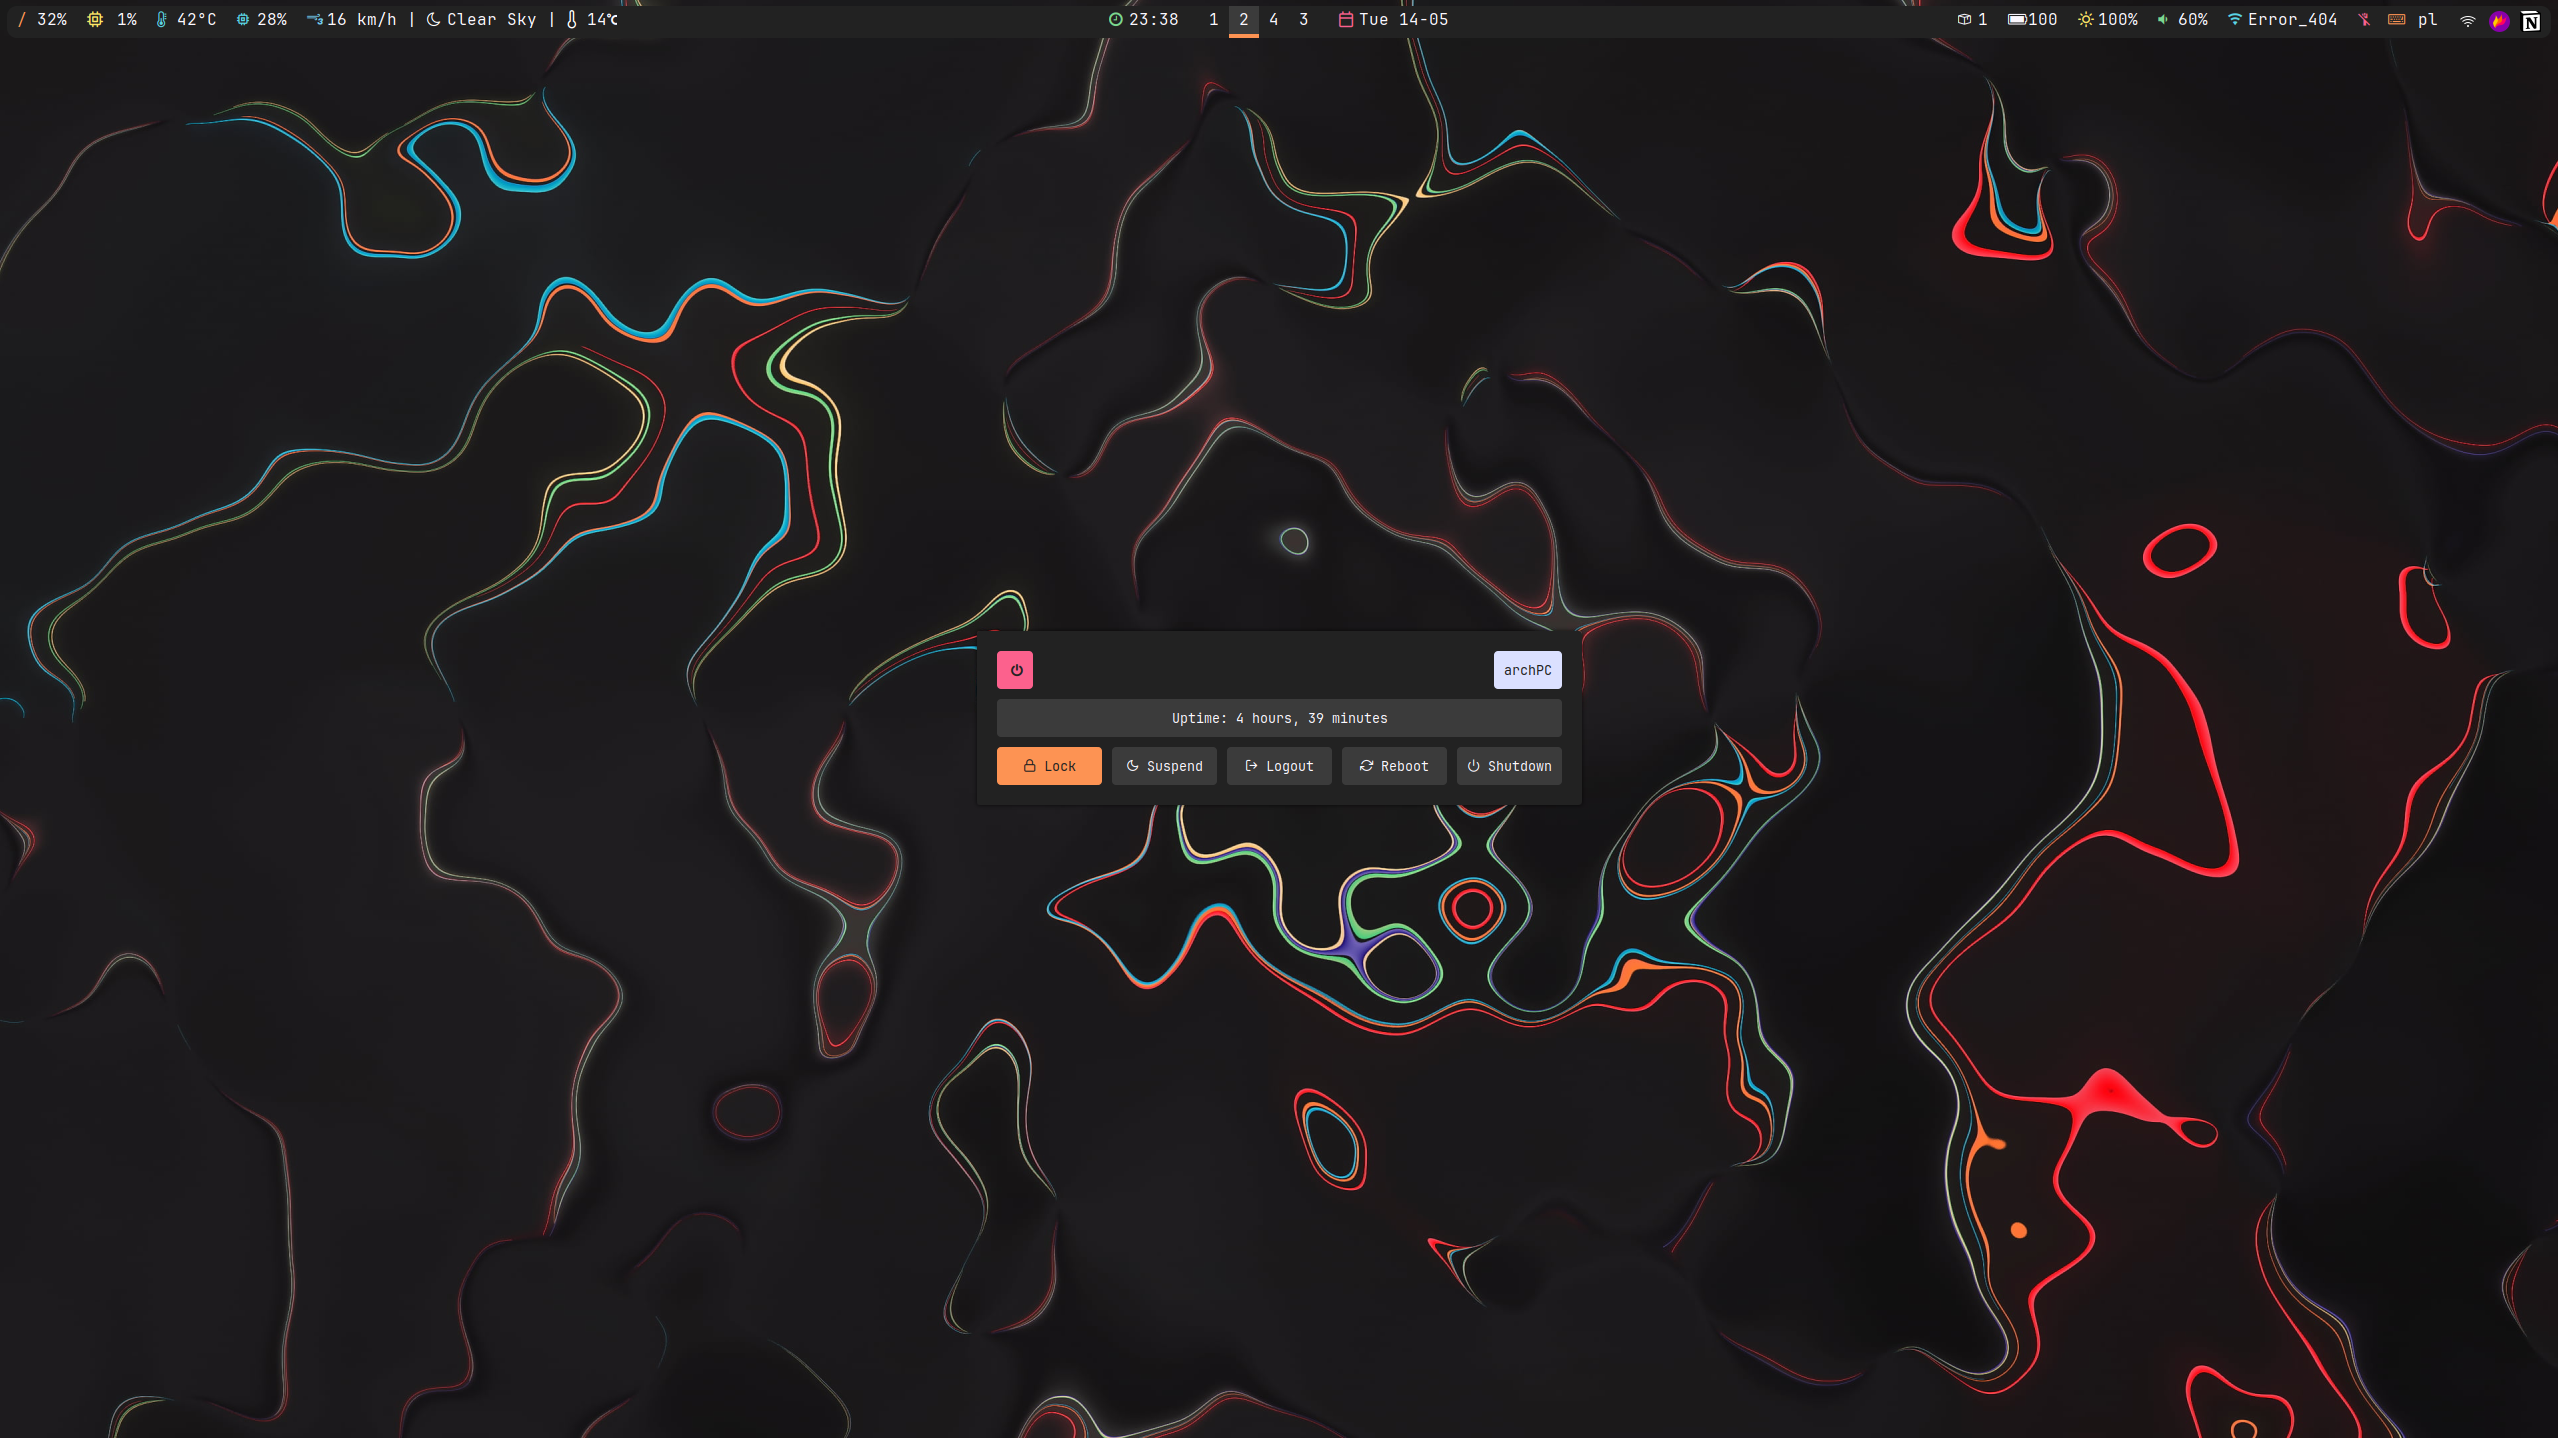 / 32% 1% 42°C 28% 16 km/h | Clear Sky | 14℃
23:38 1 2 4 3 Tue 14-05
1 100 100% 60% Error_404 pl N
archPC
Uptime: 4 hours, 39 minutes
Lock Suspend Logout Reboot Shutdown